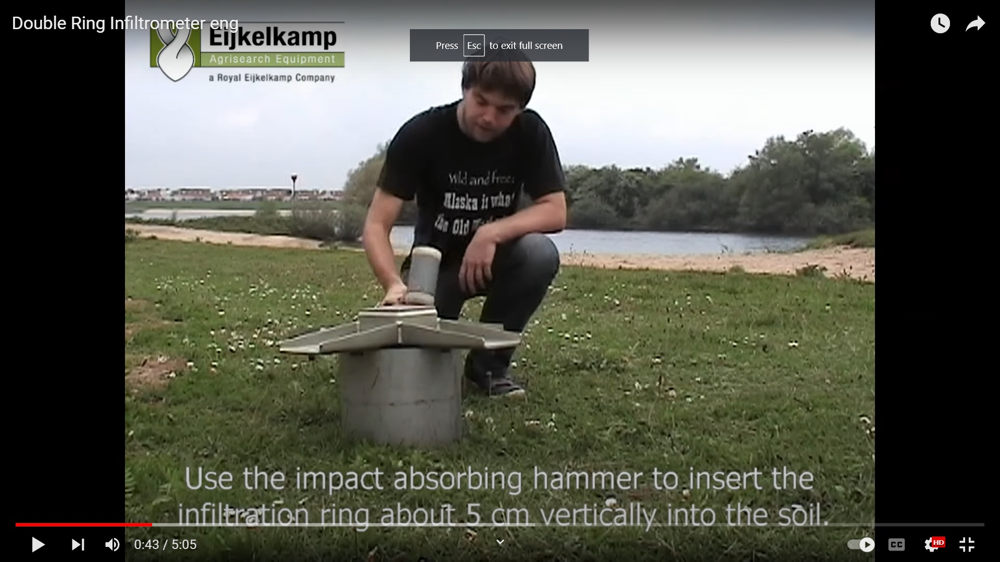 Double Ring Infiltrometer eng
Eijkelkamp
Agrisearch Equipment
a Royal Eijkelkamp Company
Press Esc to exit full screen
Wild and free:
Alaska is what
the Old
Use the impact absorbing hammer to insert the
infiltration ring about 5 cm vertically into the soil.
0:43 / 5:05
CC
HD